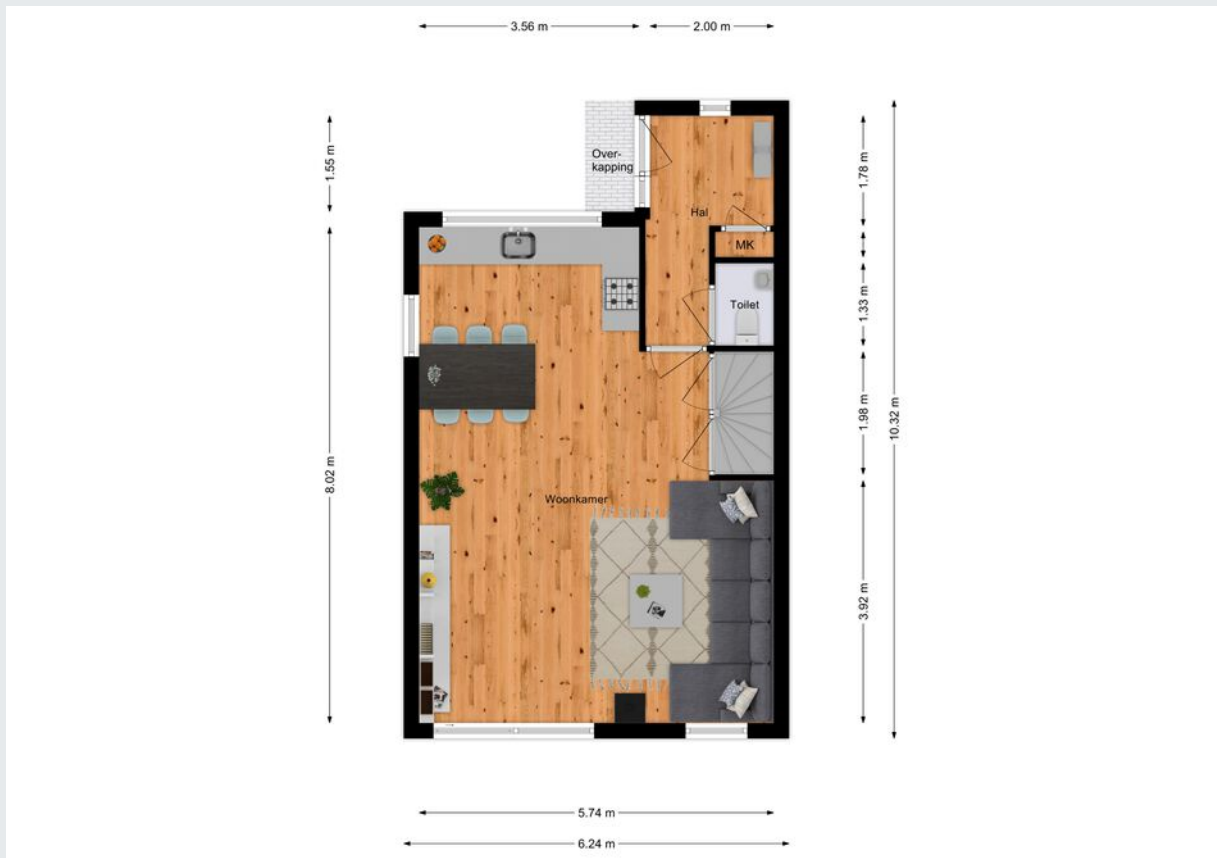 3.56 m
2.00 m
1.55 m
8.02 m
Over-
kapping
Hal
MK
Toilet
Woonkamer
1.78 m
1.33 m
1.98 m
3.92 m
10.32 m
5.74 m
6.24 m